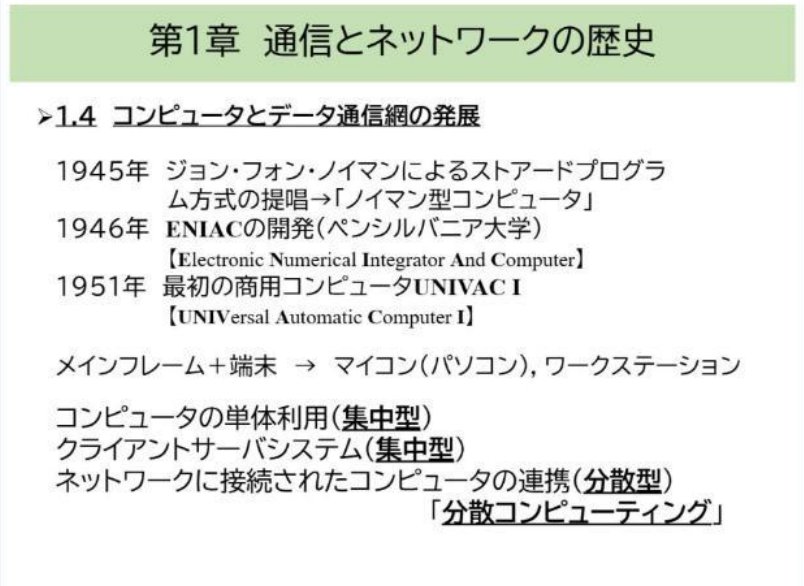 第1章 通信とネットワークの歴史
➢1.4 コンピュータとデータ通信網の発展
1945年 ジョン・フォン・ノイマンによるストアードプログラ
ム方式の提唱→「ノイマン型コンピュータ」
1946年 ENIACの開発(ペンシルバニア大学)
【Electronic Numerical Integrator And Computer】
1951年 最初の商用コンピュータUNIVAC I
【UNIVersal Automatic Computer I】
メインフレーム+端末 → マイコン(パソコン), ワークステーション
コンピュータの単体利用(集中型)
クライアントサーバシステム(集中型)
ネットワークに接続されたコンピュータの連携(分散型)
「分散コンピューティング」